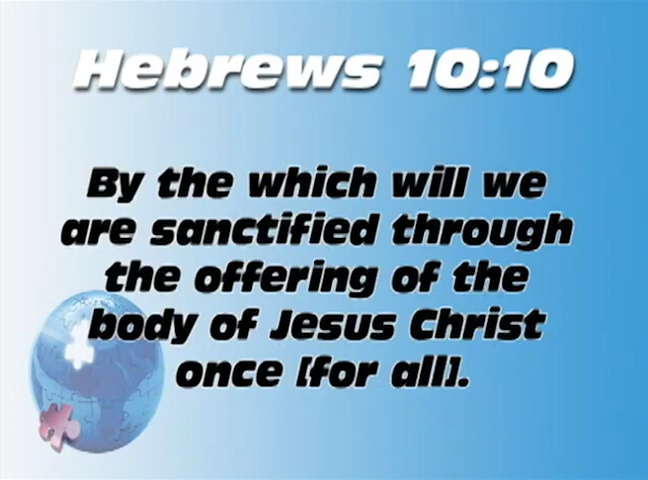 Hebrews 10:10
By the which will we
are sanctified through
the offering of the
body of Jesus Christ
once [for all].